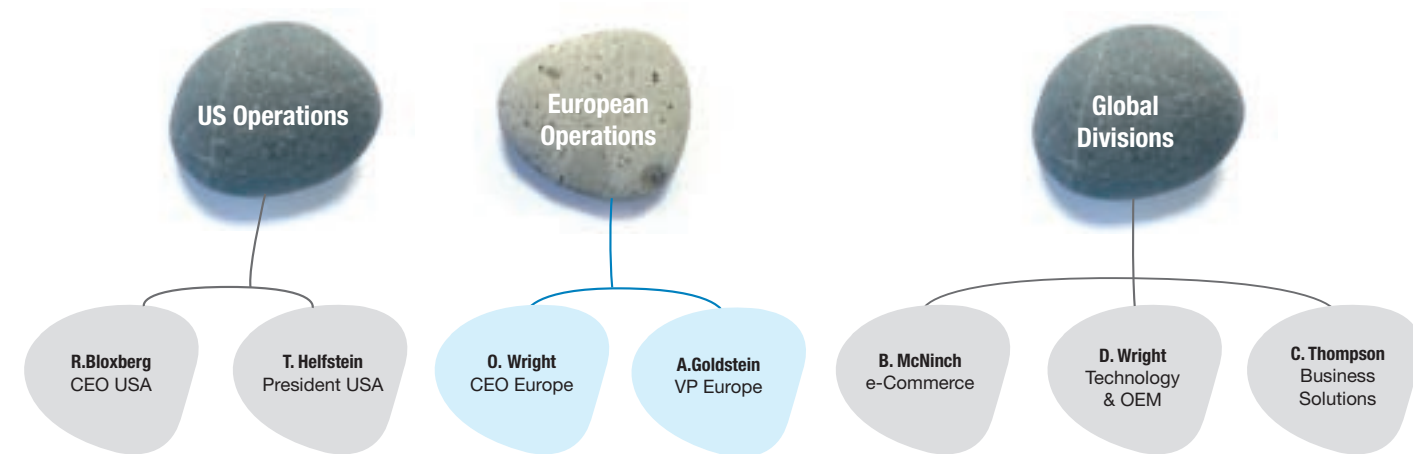 US Operations
European
Operations
Global
Divisions
R.Bloxberg
CEO USA
T. Helfstein
President USA
O. Wright
CEO Europe
A.Goldstein
VP Europe
B. McNinch
e-Commerce
D. Wright
Technology
& OEM
C. Thompson
Business
Solutions